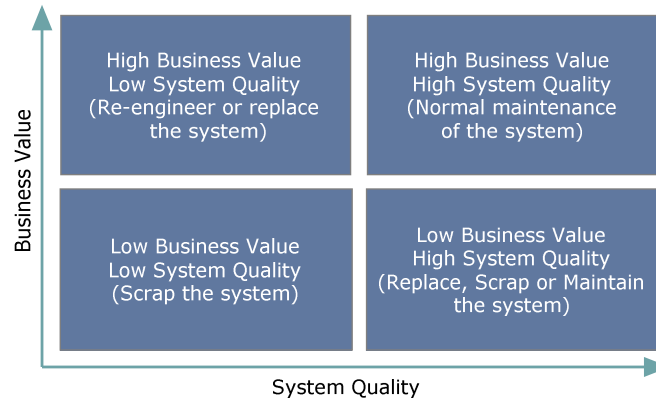 High Business Value
Low System Quality
(Re-engineer or replace
the system)
High Business Value
High System Quality
(Normal maintenance
of the system)
Business Value
Low Business Value
Low System Quality
(Scrap the system)
Low Business Value
High System Quality
(Replace, Scrap or Maintain
the system)
System Quality